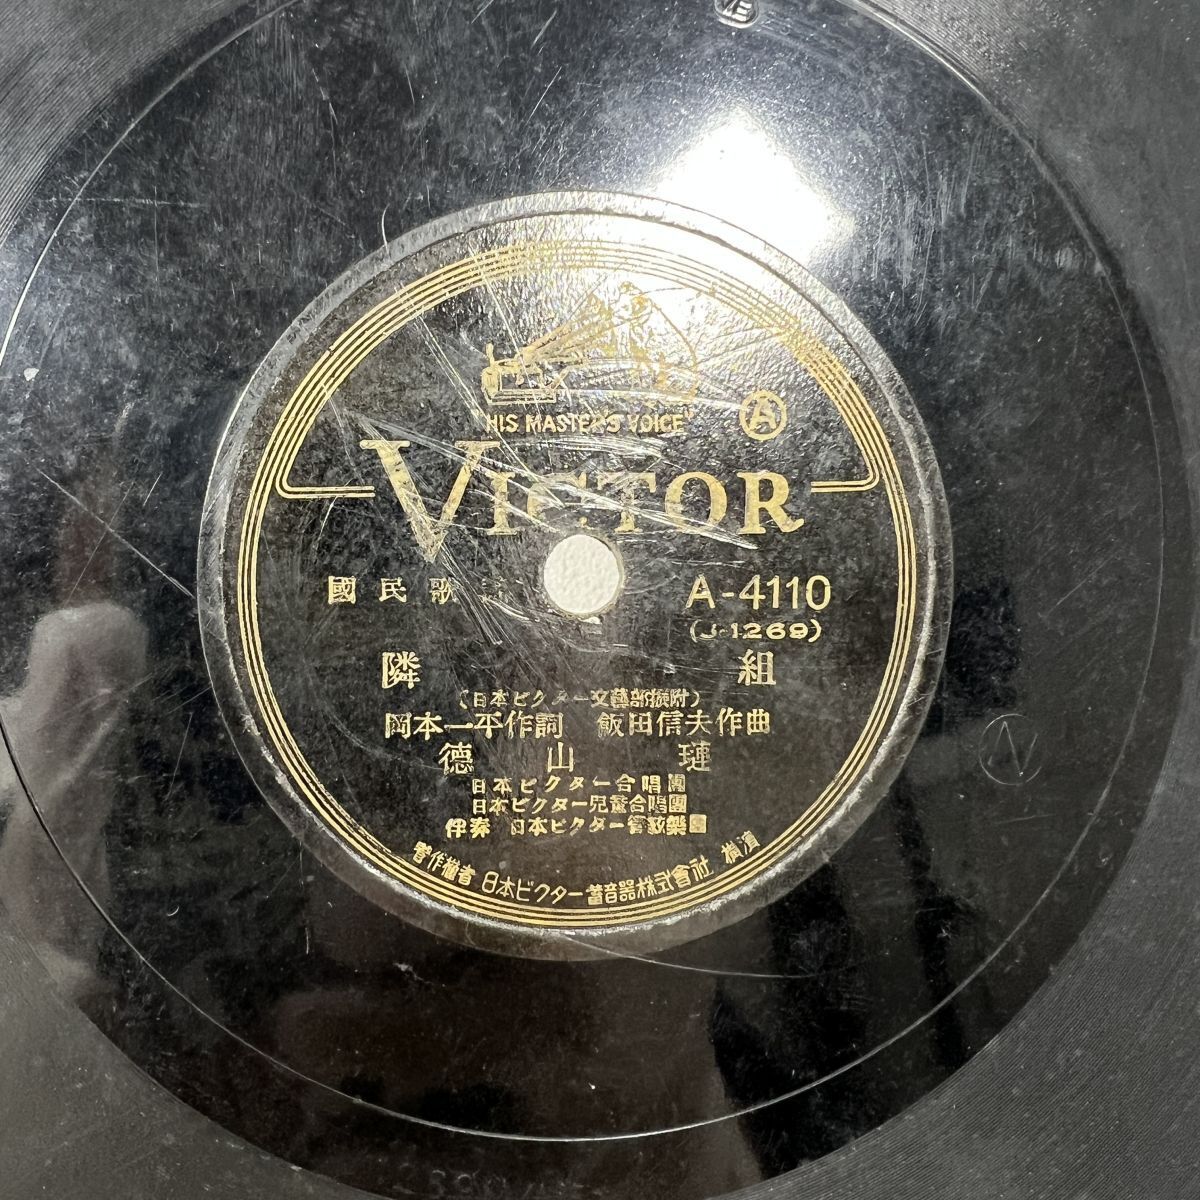 "HIS MASTER'S VOICE"
A
VICTOR
國民歌
A-4110
(J-1269)
隣組
(日本ビクター文藝部振附)
岡本一平作詞 飯田信夫作曲
德山璉
日本ビクター合唱團
日本ビクター兒童合唱團
伴奏 日本ビクター管絃樂團
著作權者 日本ビクター蓄音器株式會社 横濱
N